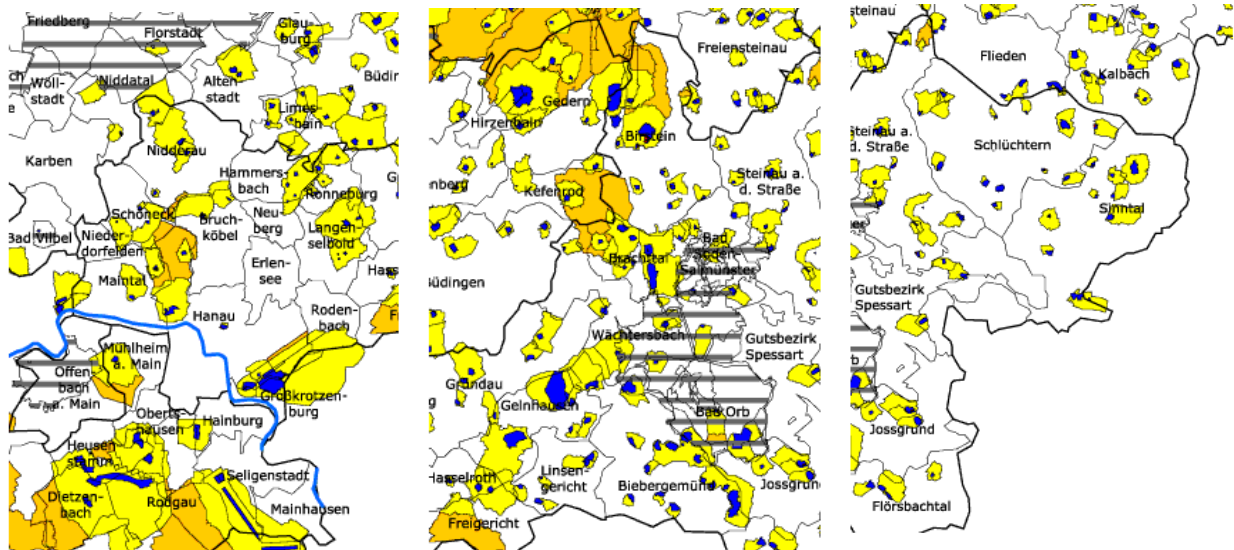 Friedberg
Florstadt
Glau-
burg
Wöll-
stadt
Niddatal
Alten
stadt
Büdin
Limes-
hain
Karben
Nidderau
Hammers-
bach
Ronneburg
Schöneck
Bruch-
köbel
Neu-
berg
Langen-
selbold
Bad Vilbel
Nieder-
dorfelden
Erlen-
see
Hass
Maintal
Hanau
Roden-
bach
Mühlheim
a. Main
Offen-
bach
a. Main
Großkrotzen-
burg
Oberts-
hausen
Hainburg
Heusen-
stamm
Seligenstadt
Dietzen-
bach
Rodgau
Mainhausen
Freiensteinau
Gedern
Hirzenhain
Birstein
enberg
Kefenrod
Steinau a.
d. Straße
Brachttal
Bad
Soden-
Salmünster
Büdingen
Wächtersbach
Gutsbezirk
Spessart
Gründau
Gelnhausen
Bad Orb
Hasselroth
Linsen-
gericht
Biebergemünd
Jossgrund
Freigericht
steinau
Flieden
Kalbach
Steinau a.
d. Straße
Schlüchtern
Sinntal
Gutsbezirk
Spessart
Jossgrund
Flörsbachtal